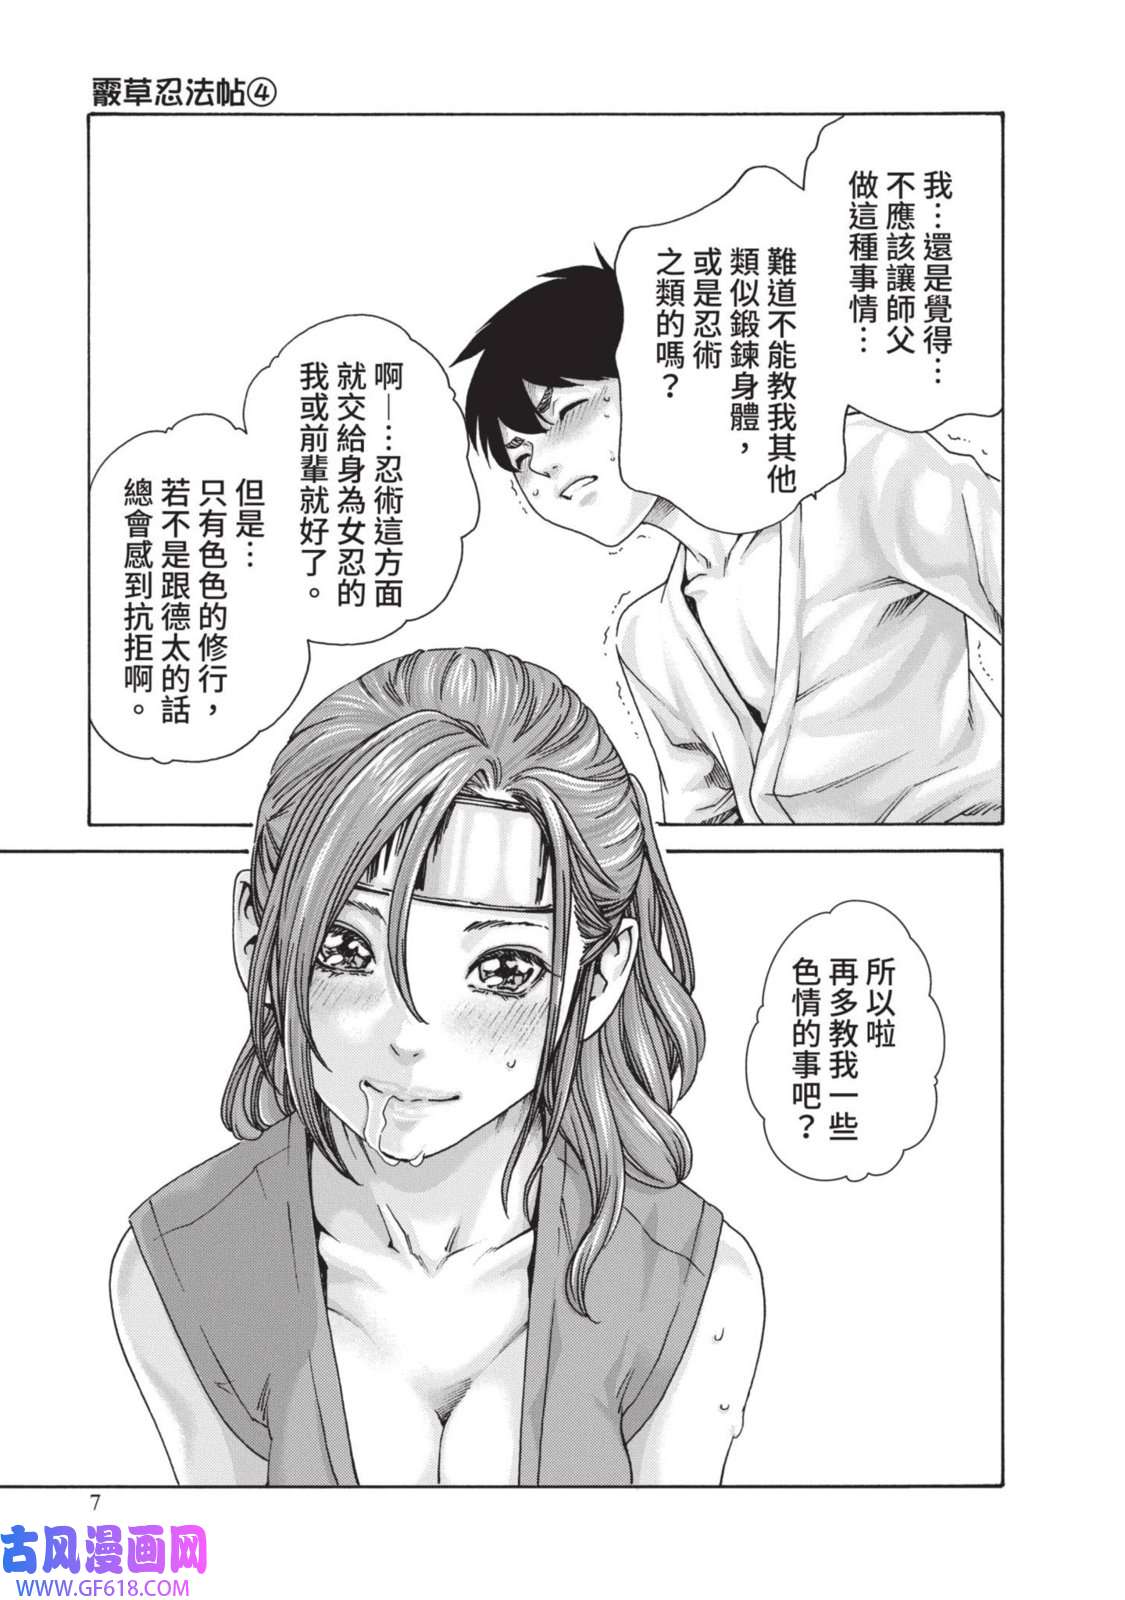 霞草忍法帖④
我…還是覺得…
不應該讓師父
做這種事情…
難道不能教我其他
類似鍛鍊身體，
或是忍術
之類的嗎？
啊—…忍術這方面
就交給身為女忍的
我或前輩就好了。
但是…
只有色色的修行，
若不是跟德太的話
總會感到抗拒啊。
所以啦
再多教我一些
色情的事吧？
7
古风漫画网
WWW.GF618.COM